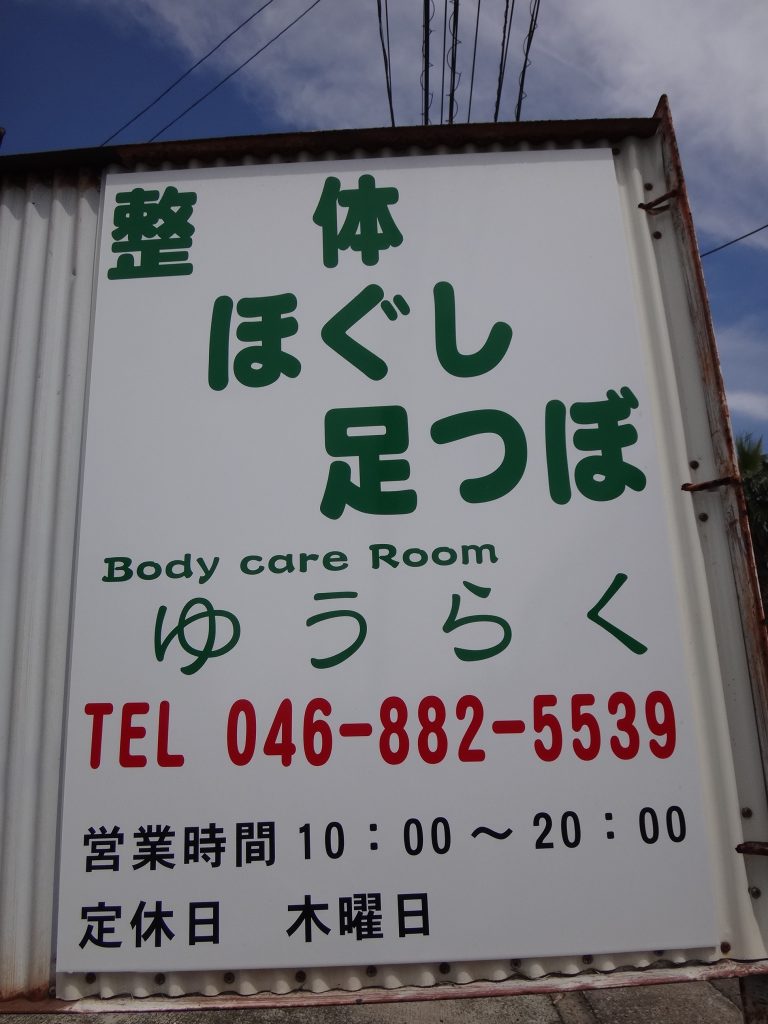 整 体
ほぐし
足つぼ
Body care Room
ゆうらく
TEL 046-882-5539
営業時間 10:00~20:00
定休日 木曜日